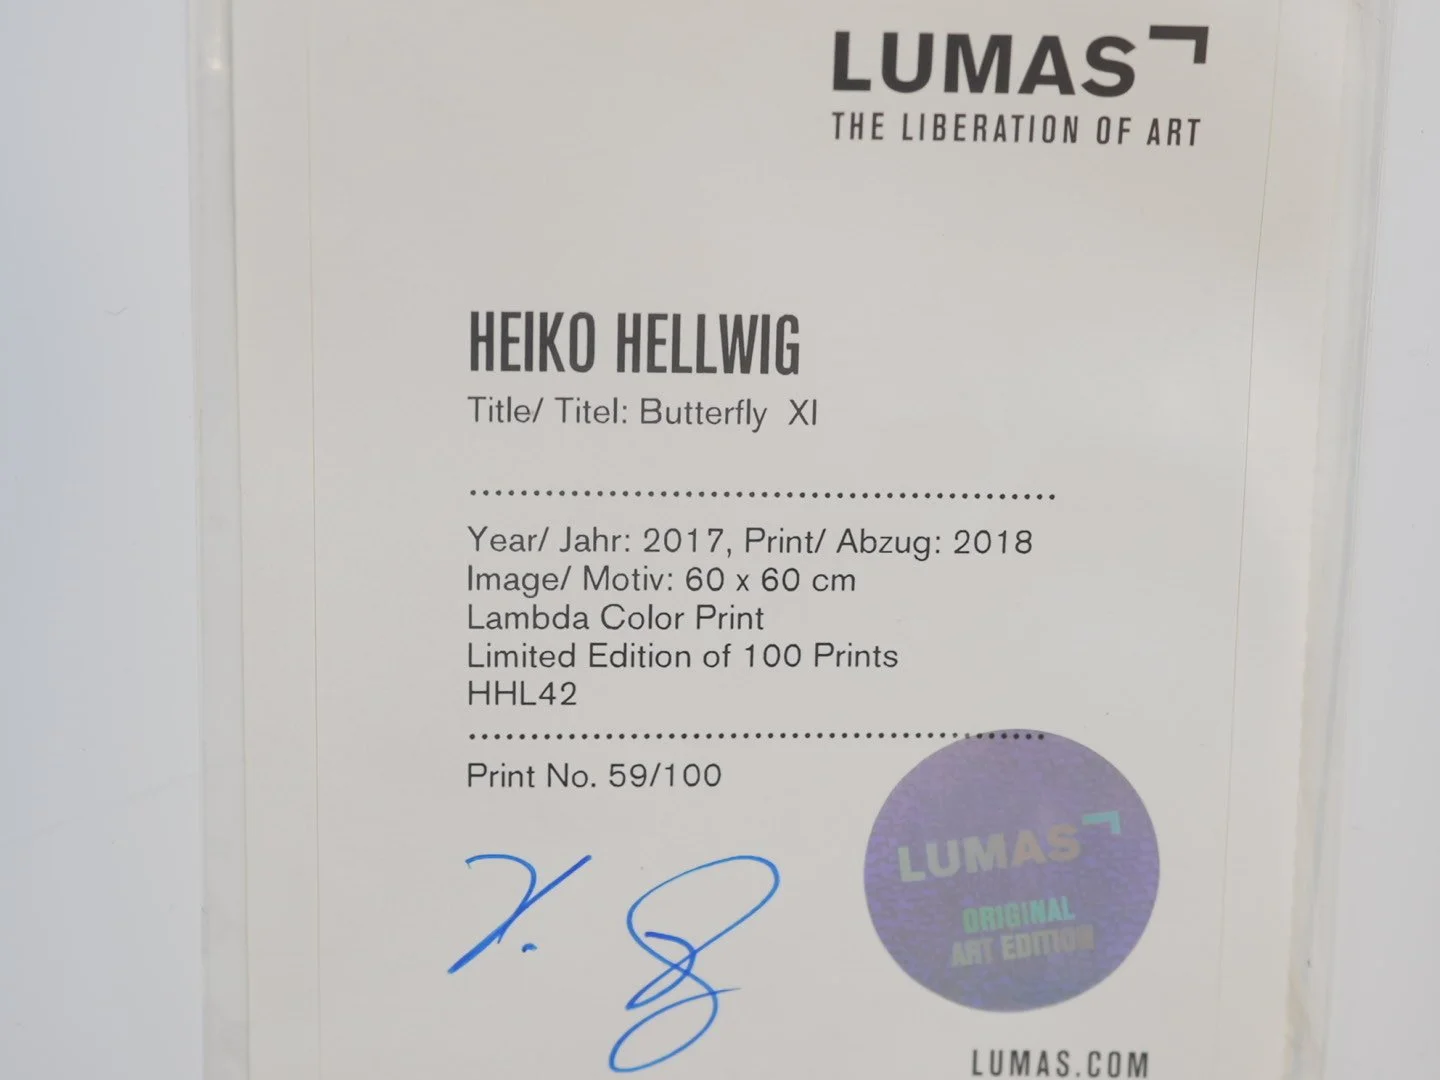 LUMAS
THE LIBERATION OF ART
HEIKO HELLWIG
Title/ Titel: Butterfly XI
Year/ Jahr: 2017, Print/ Abzug: 2018
Image/ Motiv: 60 x 60 cm
Lambda Color Print
Limited Edition of 100 Prints
HHL42
Print No. 59/100
LUMAS
ORIGINAL
ART EDITION
LUMAS.COM